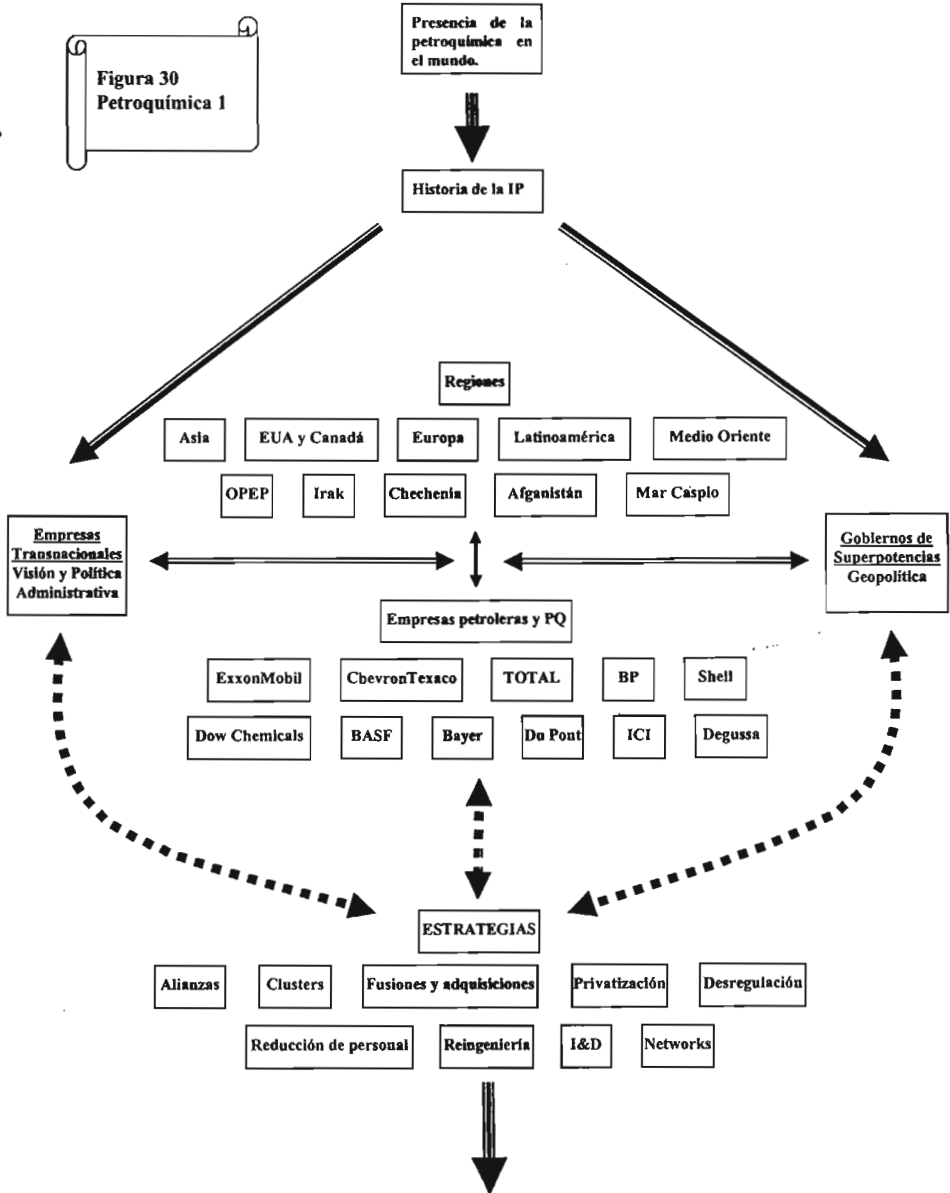 Figura 30
Petroquímica 1
Presencia de la
petroquímica en
el mundo.
Historia de la IP
Regiones
Asia
EUA y Canadá
Europa
Latinoamérica
Medio Oriente
OPEP
Irak
Chechenia
Afganistán
Mar Caspio
Empresas
Transnacionales
Visión y Política
Administrativa
Gobiernos de
Superpotencias
Geopolítica
Empresas petroleras y PQ
ExxonMobil
ChevronTexaco
TOTAL
BP
Shell
Dow Chemicals
BASF
Bayer
Du Pont
ICI
Degussa
ESTRATEGIAS
Alianzas
Clusters
Fusiones y adquisiciones
Privatización
Desregulación
Reducción de personal
Reingeniería
I&D
Networks